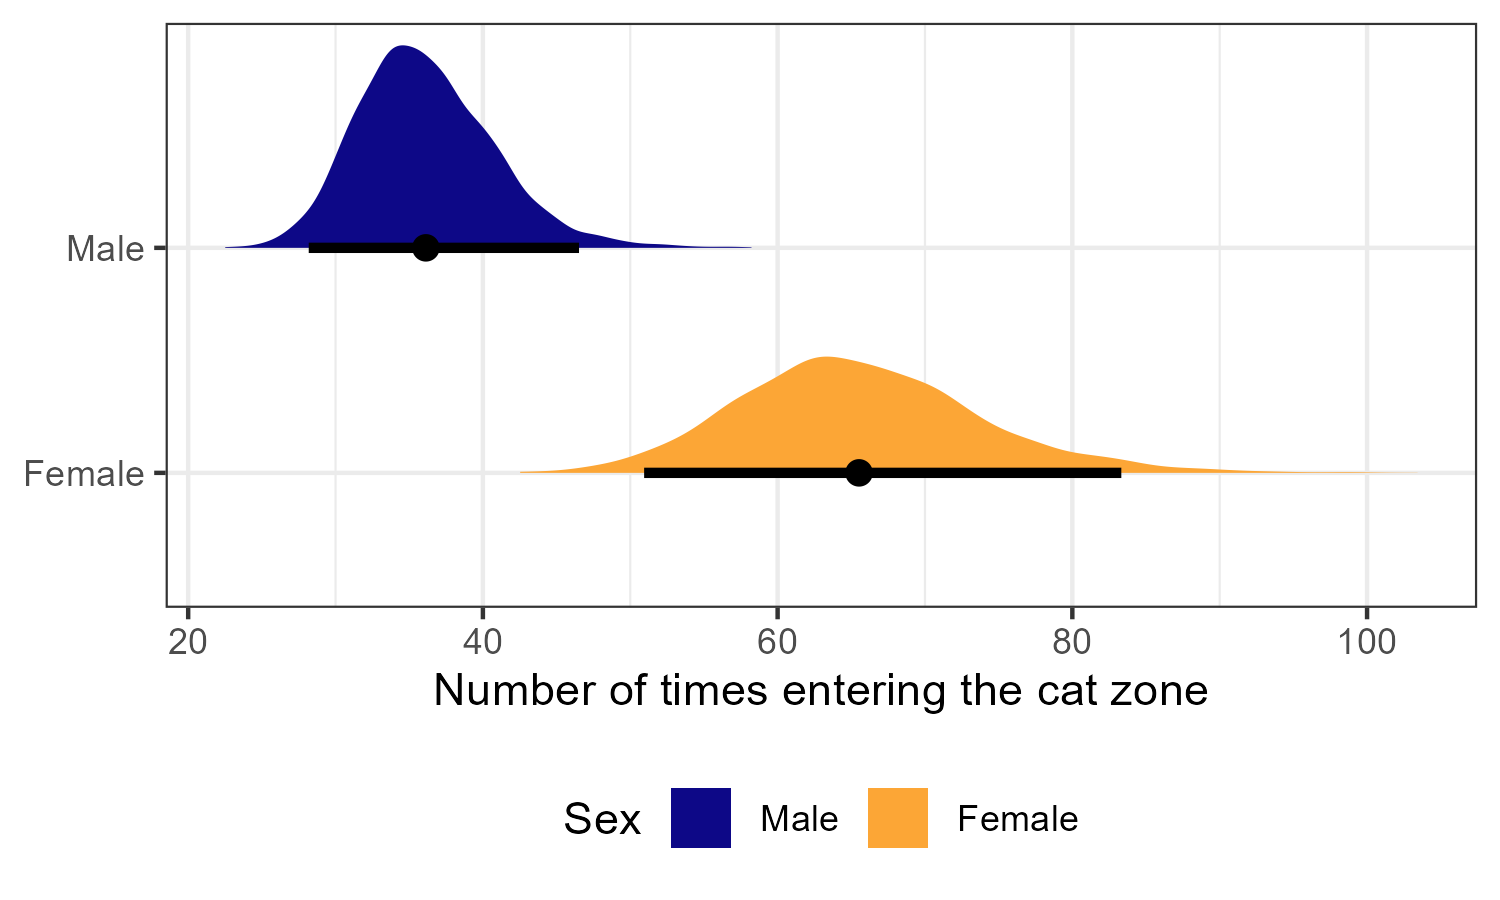 Male
Female
20 40 60 80 100
Number of times entering the cat zone
Sex Male Female